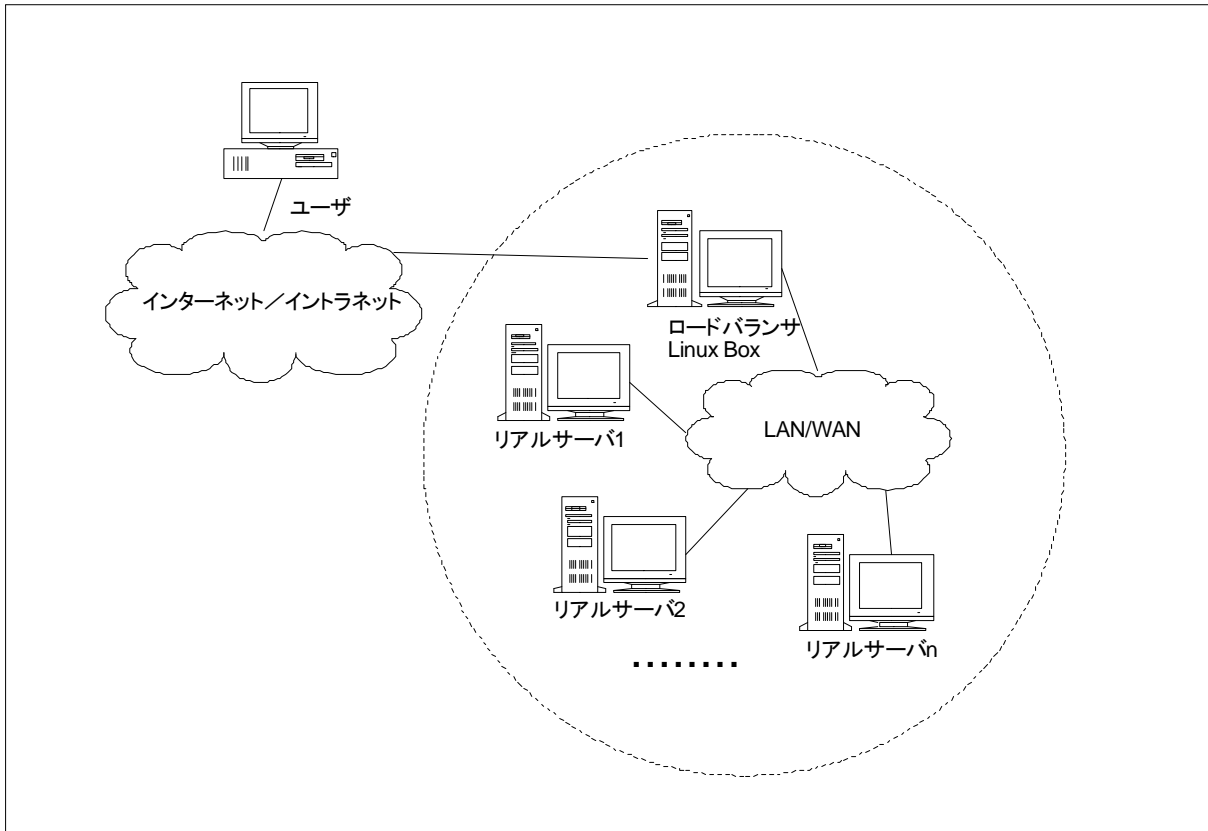 ユーザ
インターネット／イントラネット
ロードバランサ
Linux Box
リアルサーバ1
LAN/WAN
リアルサーバ2
リアルサーバn
........